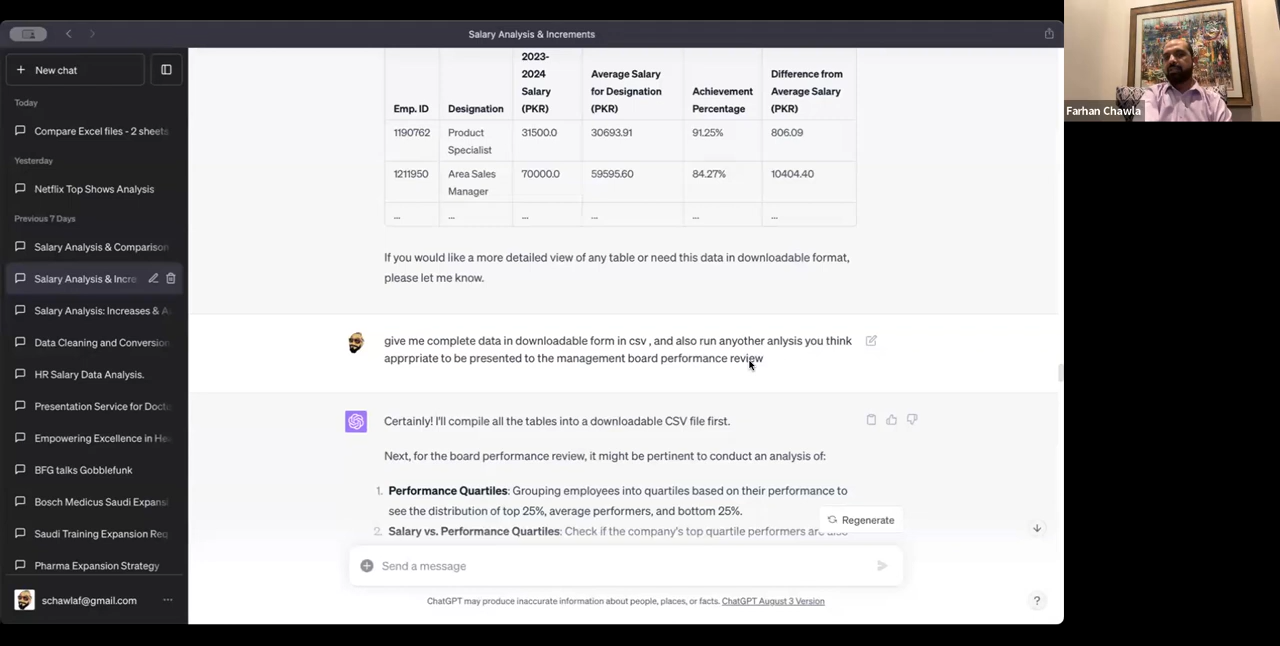 Salary Analysis & Increments
New chat
Today
Compare Excel files - 2 sheets
Yesterday
Netflix Top Shows Analysis
Previous 7 Days
Salary Analysis & Comparison
Salary Analysis & Incre
Salary Analysis: Increases & A
Data Cleaning and Conversion
HR Salary Data Analysis.
Presentation Service for Docto
Empowering Excellence in Hea
BFG talks Gobblefunk
Bosch Medicus Saudi Expansi
Saudi Training Expansion Req
Pharma Expansion Strategy
schawlaf@gmail.com
2023-
2024 Average Salary Difference from
Salary for Designation Achievement Average Salary
Emp. ID Designation (PKR) (PKR) Percentage (PKR)
1190762 Product 31500.0 30693.91 91.25% 806.09
Specialist
1211950 Area Sales 70000.0 59595.60 84.27% 10404.40
Manager
... ... ... ... ... ...
If you would like a more detailed view of any table or need this data in downloadable format,
please let me know.
give me complete data in downloadable form in csv , and also run anyother anlysis you think
apprpriate to be presented to the management board performance review
Certainly! I'll compile all the tables into a downloadable CSV file first.
Next, for the board performance review, it might be pertinent to conduct an analysis of:
1. Performance Quartiles: Grouping employees into quartiles based on their performance to
see the distribution of top 25%, average performers, and bottom 25%.
2. Salary vs. Performance Quartiles: Check if the company's top quartile performers are also
Regenerate
Send a message
ChatGPT may produce inaccurate information about people, places, or facts. ChatGPT August 3 Version
?
Farhan Chawla